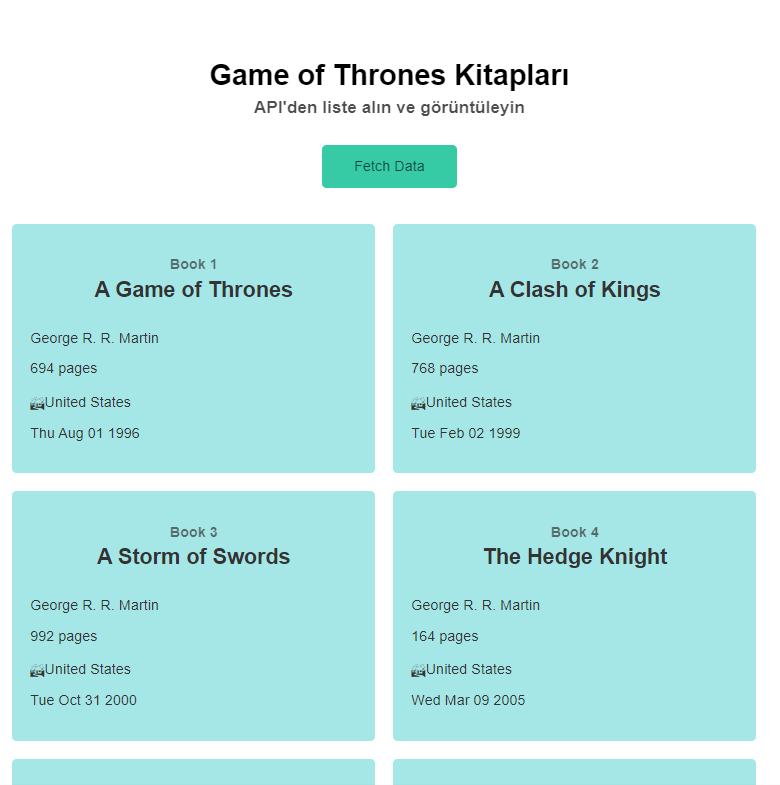 Game of Thrones Kitapları
API'den liste alın ve görüntüleyin
Fetch Data
Book 1
A Game of Thrones
George R. R. Martin
694 pages
United States
Thu Aug 01 1996
Book 2
A Clash of Kings
George R. R. Martin
768 pages
United States
Tue Feb 02 1999
Book 3
A Storm of Swords
George R. R. Martin
992 pages
United States
Tue Oct 31 2000
Book 4
The Hedge Knight
George R. R. Martin
164 pages
United States
Wed Mar 09 2005